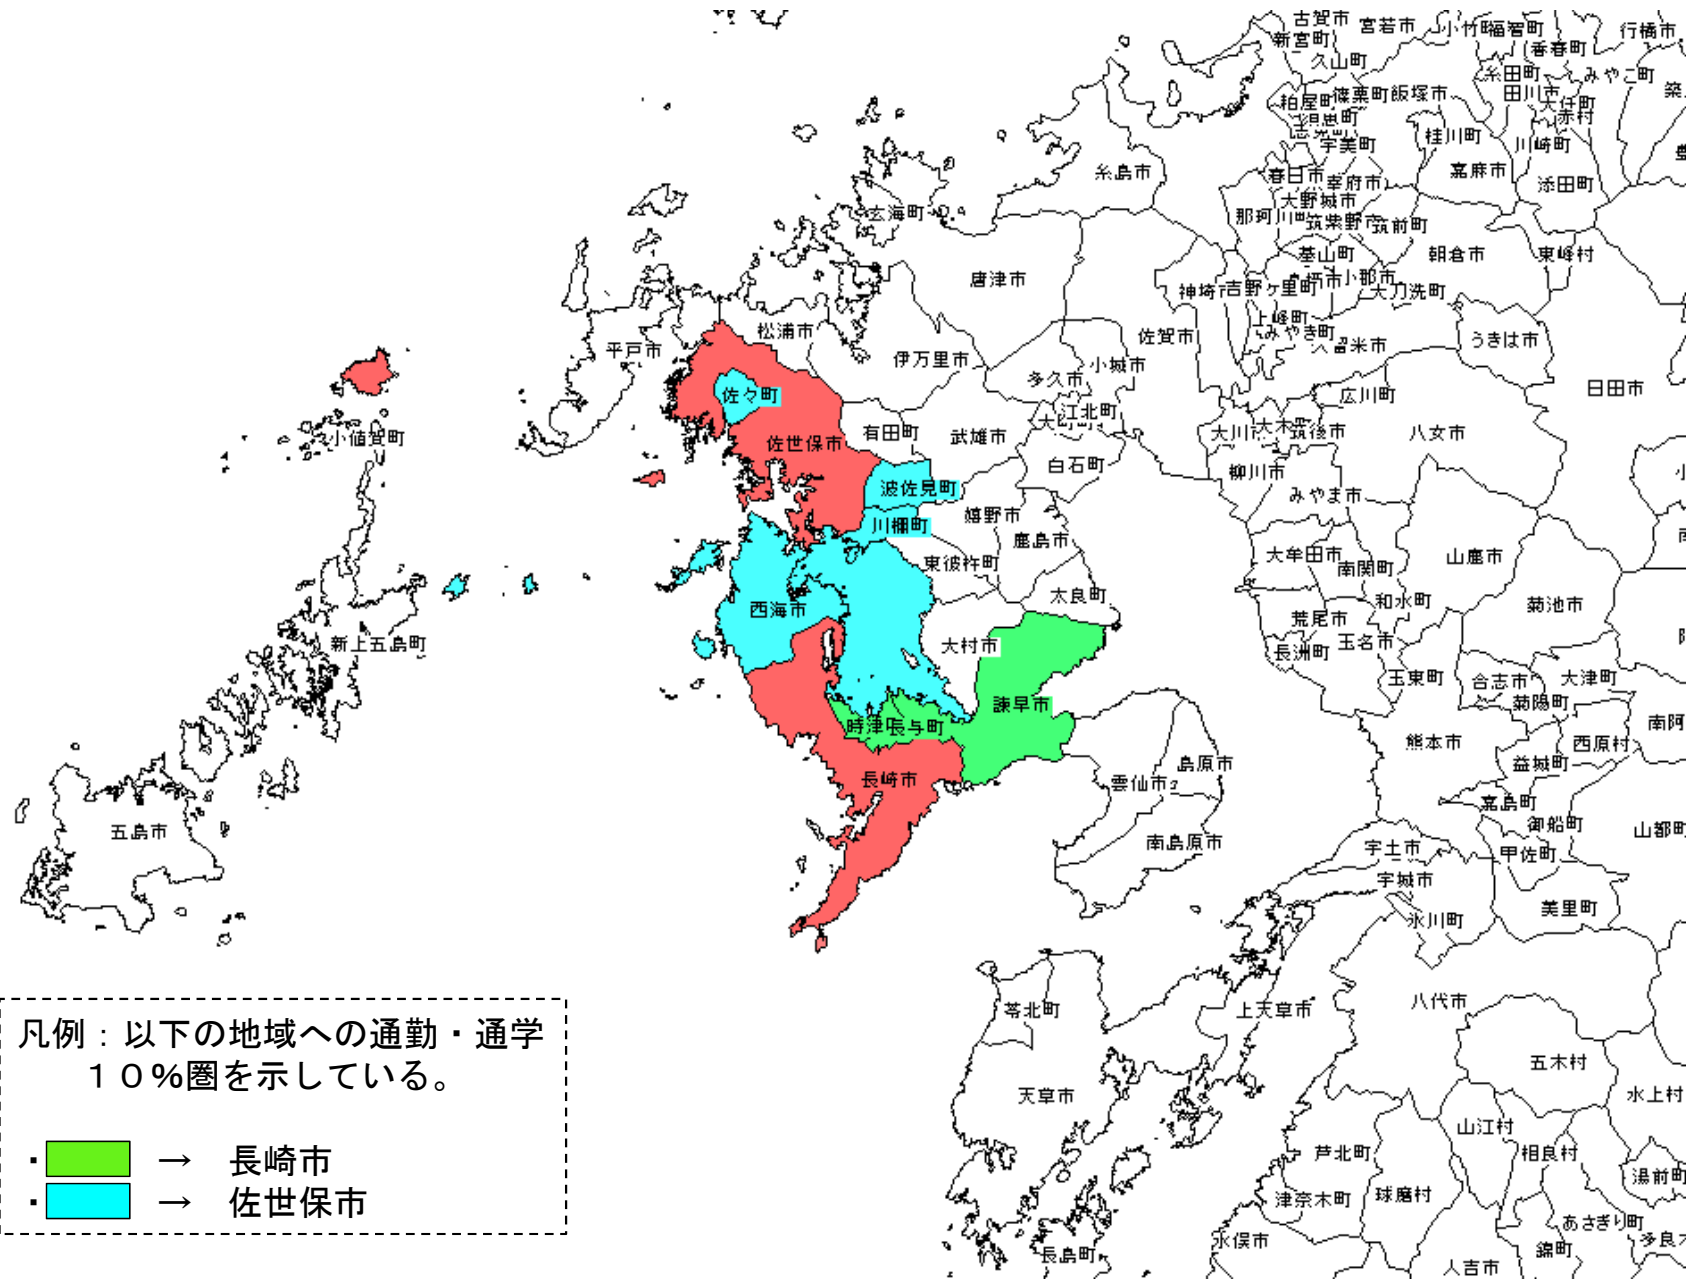 古賀市
宮若市
小竹町
福智町
行橋市
新宮町
香春町
久山町
糸田町
みやこ町
田川市
篠栗町
飯塚市
粕屋町
大任町
赤村
築
桂川町
川崎町
宇美町
豊
糸島市
嘉麻市
春日市
添田町
大野城市
玄海町
那珂川町
筑紫野市
筑前町
基山町
朝倉市
東峰村
唐津市
小郡市
神埼市
吉野ヶ里町
大刀洗町
上峰町
松浦市
みやき町
佐賀市
久留米市
うきは市
平戸市
伊万里市
小城市
多久市
日田市
佐々町
広川町
江北町
小値賀町
佐世保市
有田町
武雄市
大川市
大木町
筑後市
八女市
白石町
柳川市
波佐見町
みやま市
川棚町
嬉野市
鹿島市
大牟田市
山鹿市
東彼杵町
南関町
太良町
和水町
西海市
菊池市
荒尾市
新上五島町
大村市
玉名市
長洲町
玉東町
合志市
大津町
諫早市
菊陽町
時津町
長与町
南阿
熊本市
西原村
島原市
益城町
長崎市
雲仙市
嘉島町
五島市
御船町
山都町
南島原市
宇土市
甲佐町
宇城市
美里町
氷川町
八代市
苓北町
上天草市
凡例：以下の地域への通勤・通学
１０％圏を示している。
五木村
天草市
水上村
山江村
芦北町
相良村
・ → 長崎市
湯前町
津奈木町
球磨村
・ → 佐世保市
あさぎり町
水俣市
多良木
錦町
長島町
人吉市